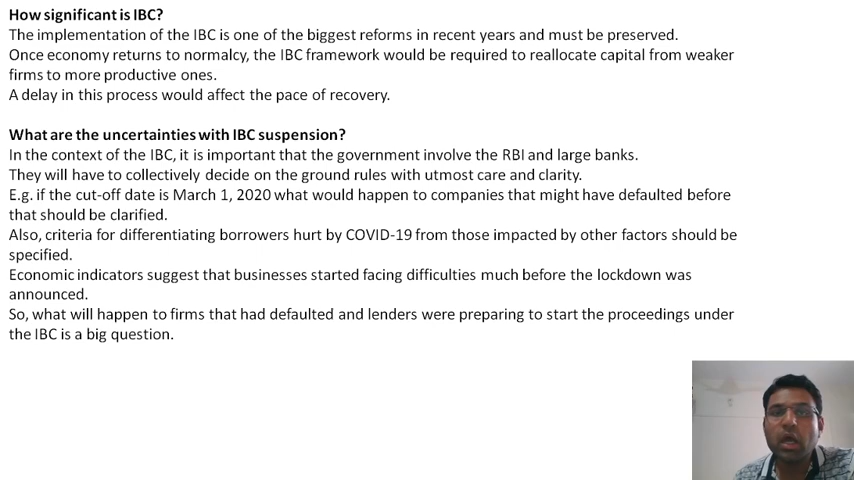 How significant is IBC?
The implementation of the IBC is one of the biggest reforms in recent years and must be preserved.
Once economy returns to normalcy, the IBC framework would be required to reallocate capital from weaker
firms to more productive ones.
A delay in this process would affect the pace of recovery.
What are the uncertainties with IBC suspension?
In the context of the IBC, it is important that the government involve the RBI and large banks.
They will have to collectively decide on the ground rules with utmost care and clarity.
E.g. if the cut-off date is March 1, 2020 what would happen to companies that might have defaulted before
that should be clarified.
Also, criteria for differentiating borrowers hurt by COVID-19 from those impacted by other factors should be
specified.
Economic indicators suggest that businesses started facing difficulties much before the lockdown was
announced.
So, what will happen to firms that had defaulted and lenders were preparing to start the proceedings under
the IBC is a big question.